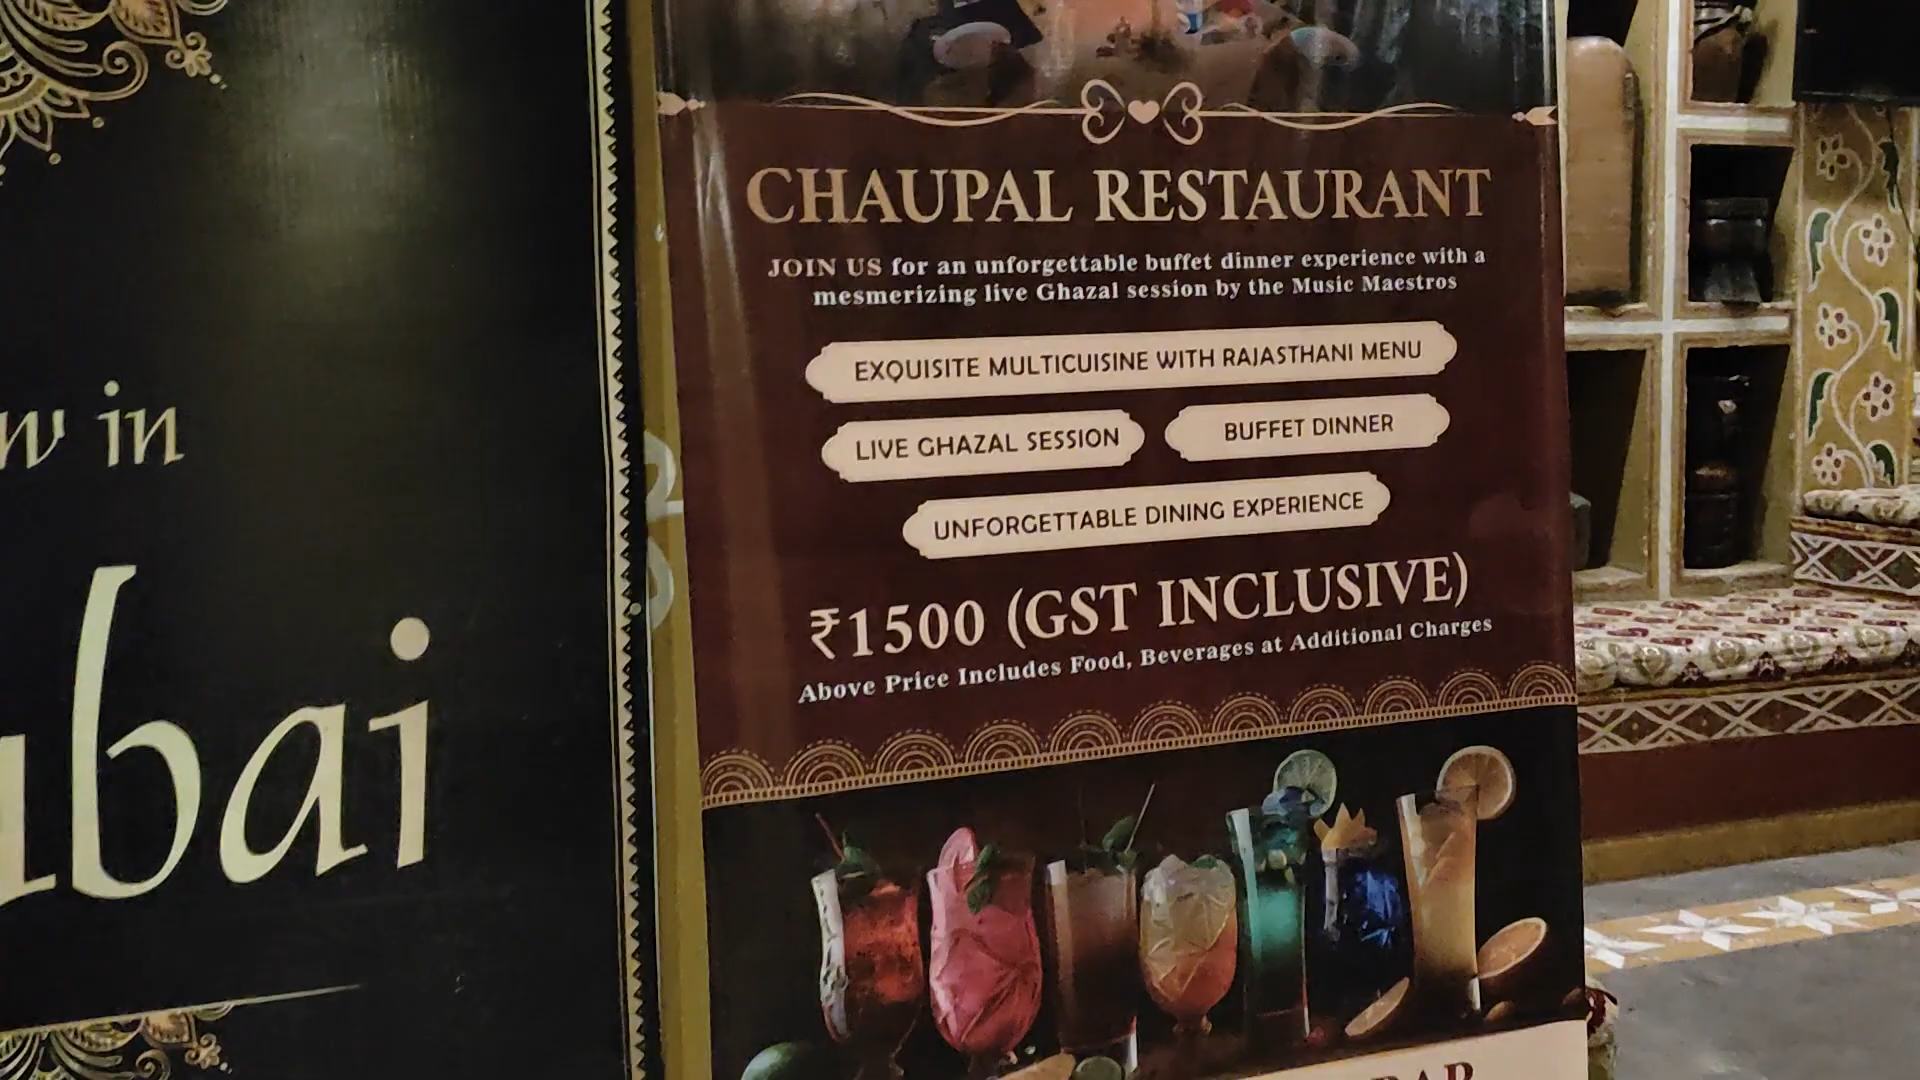 in
CHAUPAL RESTAURANT
JOIN US for an unforgettable buffet dinner experience with a
mesmerizing live Ghazal session by the Music Maestros
EXQUISITE MULTICUISINE WITH RAJASTHANI MENU
LIVE GHAZAL SESSION
BUFFET DINNER
UNFORGETTABLE DINING EXPERIENCE
₹1500 (GST INCLUSIVE)
Above Price Includes Food, Beverages at Additional Charges